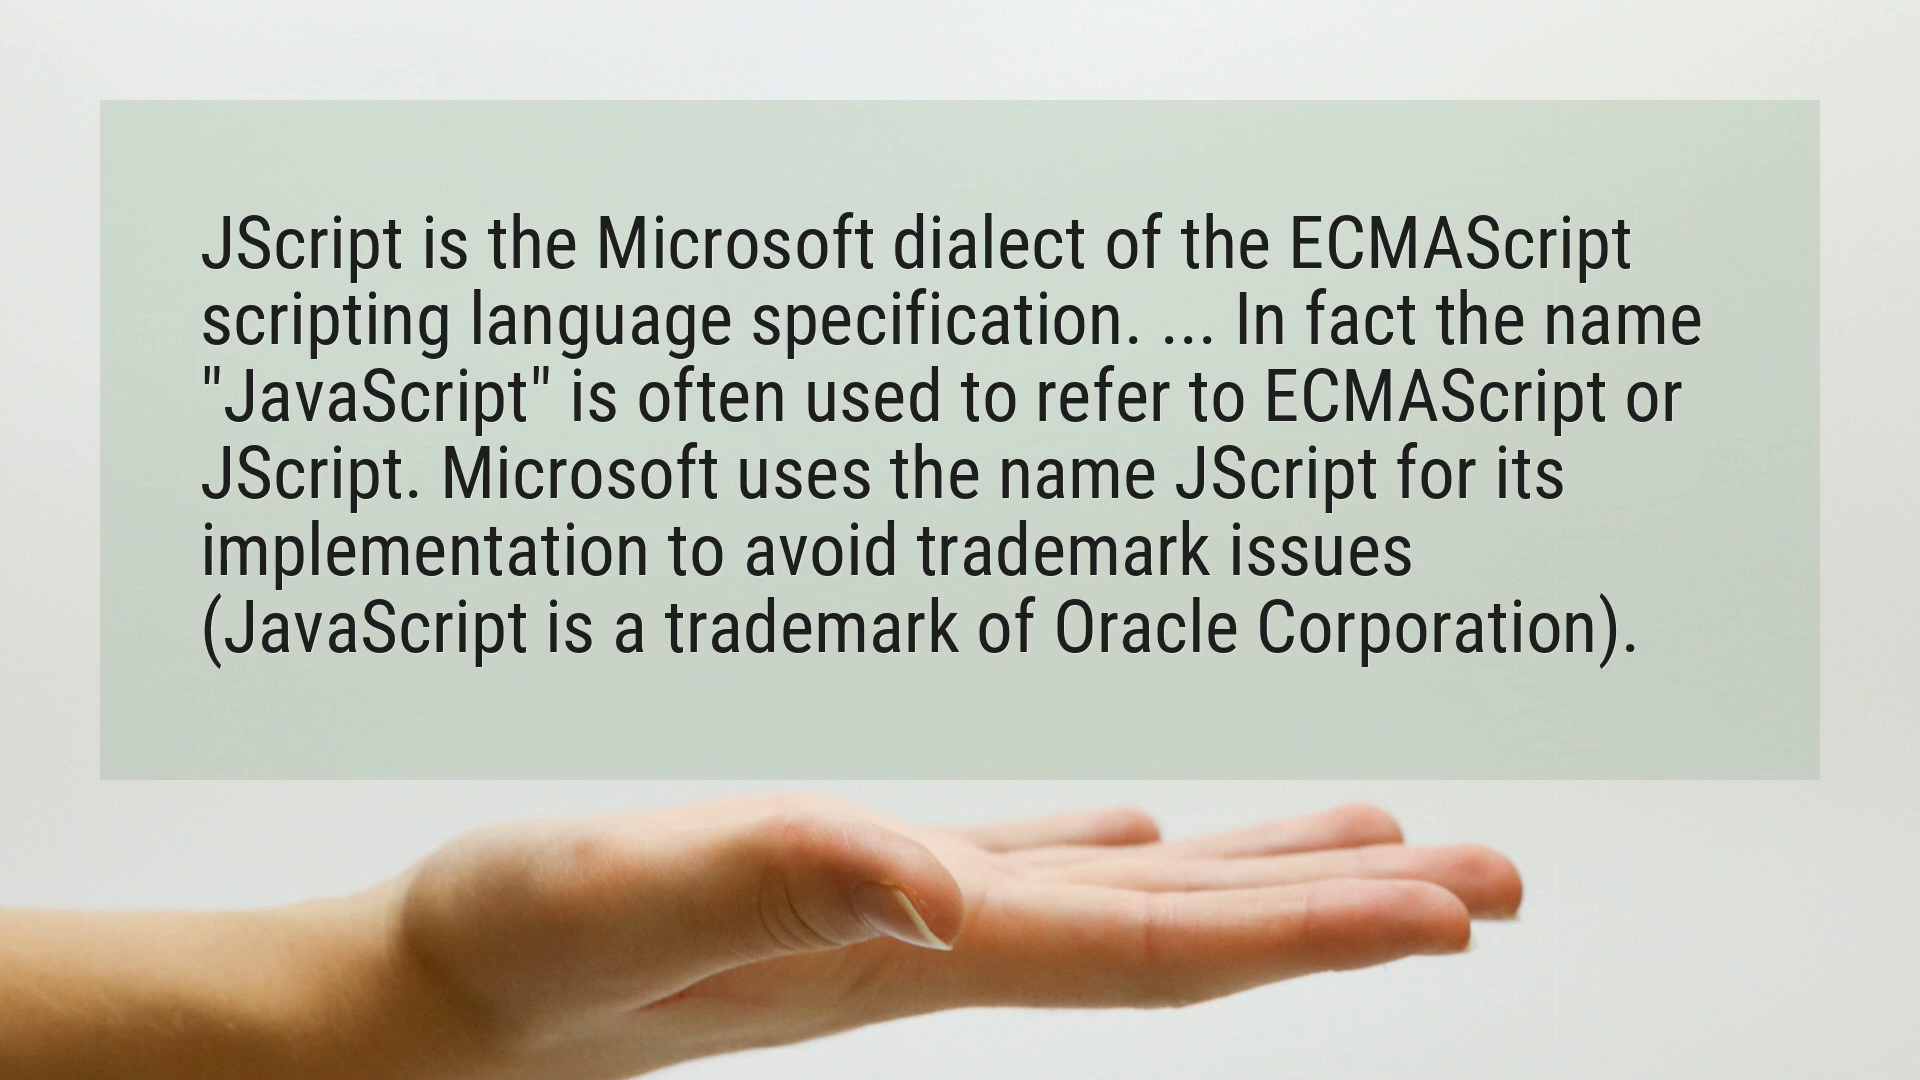 JScript is the Microsoft dialect of the ECMAScript
scripting language specification. ... In fact the name
"JavaScript" is often used to refer to ECMAScript or
JScript. Microsoft uses the name JScript for its
implementation to avoid trademark issues
(JavaScript is a trademark of Oracle Corporation).